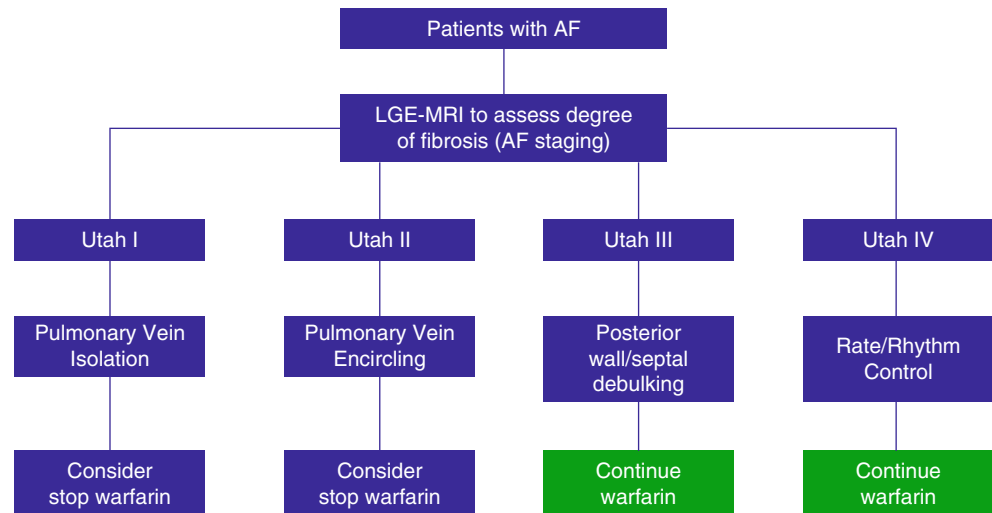 Patients with AF
LGE-MRI to assess degree
of fibrosis (AF staging)
Utah I
Utah II
Utah III
Utah IV
Pulmonary Vein
Isolation
Pulmonary Vein
Encircling
Posterior
wall/septal
debulking
Rate/Rhythm
Control
Consider
stop warfarin
Consider
stop warfarin
Continue
warfarin
Continue
warfarin